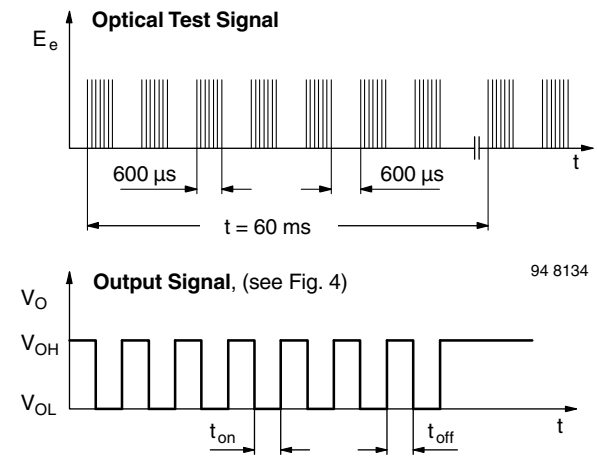 Optical Test Signal
Eₑ
t
600 µs
600 µs
t = 60 ms
94 8134
Output Signal, (see Fig. 4)
V_O
V_OH
V_OL
t
t_on
t_off